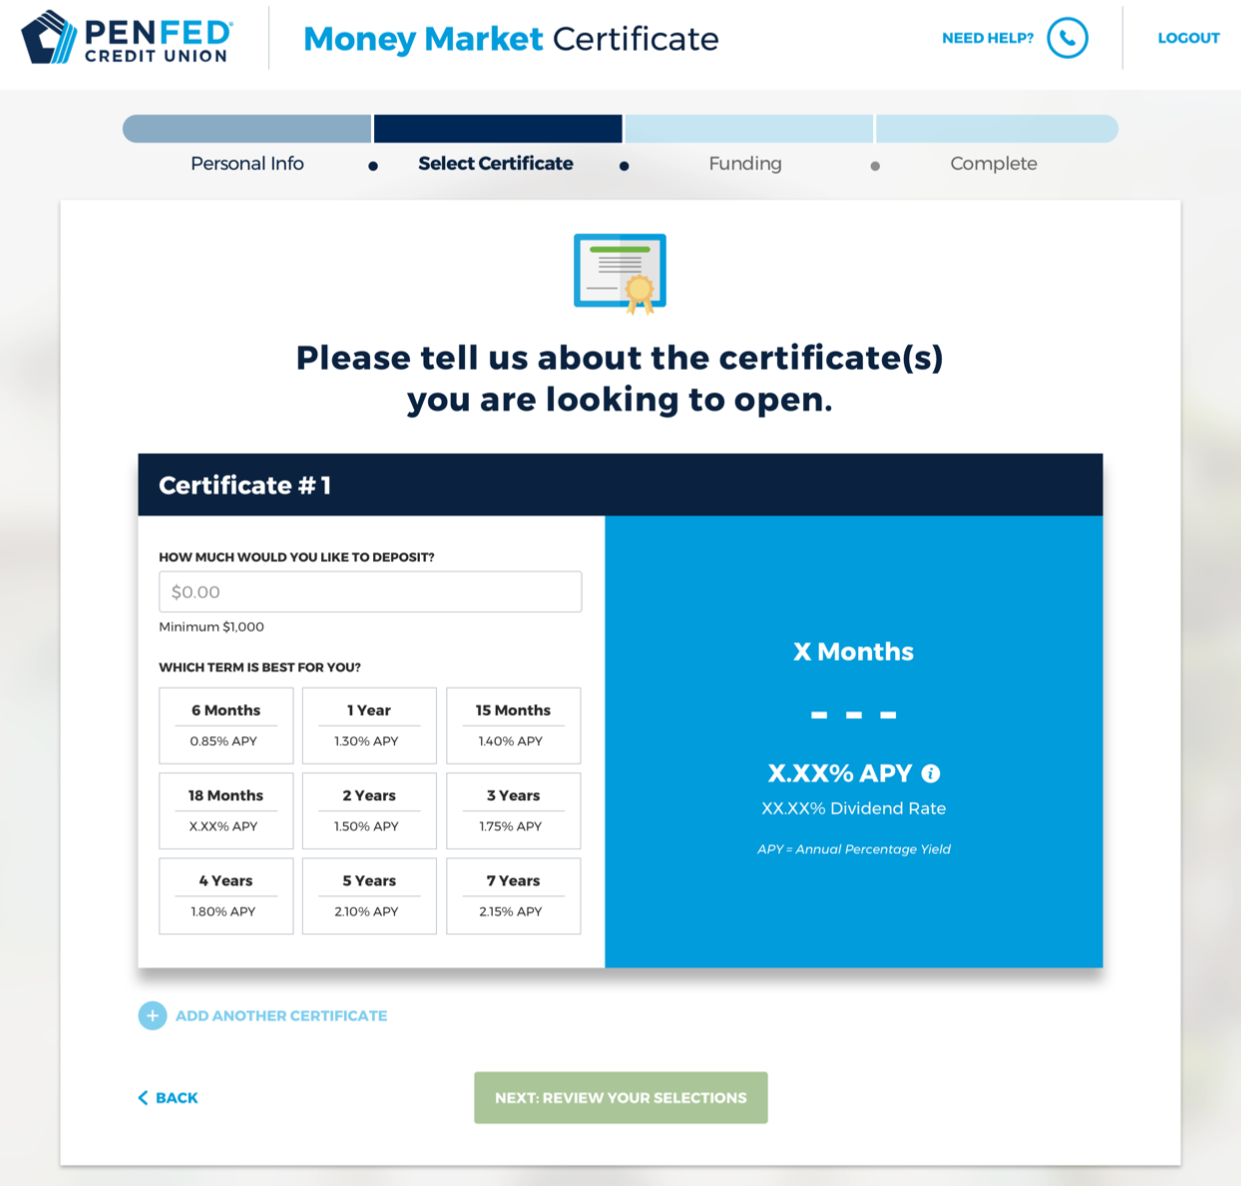 PENFED®
CREDIT UNION
Money Market Certificate
NEED HELP?
LOGOUT
Personal Info
Select Certificate
Funding
Complete
Please tell us about the certificate(s)
you are looking to open.
Certificate #1
HOW MUCH WOULD YOU LIKE TO DEPOSIT?
$0.00
Minimum $1,000
WHICH TERM IS BEST FOR YOU?
6 Months
0.85% APY
1 Year
1.30% APY
15 Months
1.40% APY
18 Months
X.XX% APY
2 Years
1.50% APY
3 Years
1.75% APY
4 Years
1.80% APY
5 Years
2.10% APY
7 Years
2.15% APY
X Months
- - -
X.XX% APY i
XX.XX% Dividend Rate
APY = Annual Percentage Yield
+ ADD ANOTHER CERTIFICATE
BACK
NEXT: REVIEW YOUR SELECTIONS